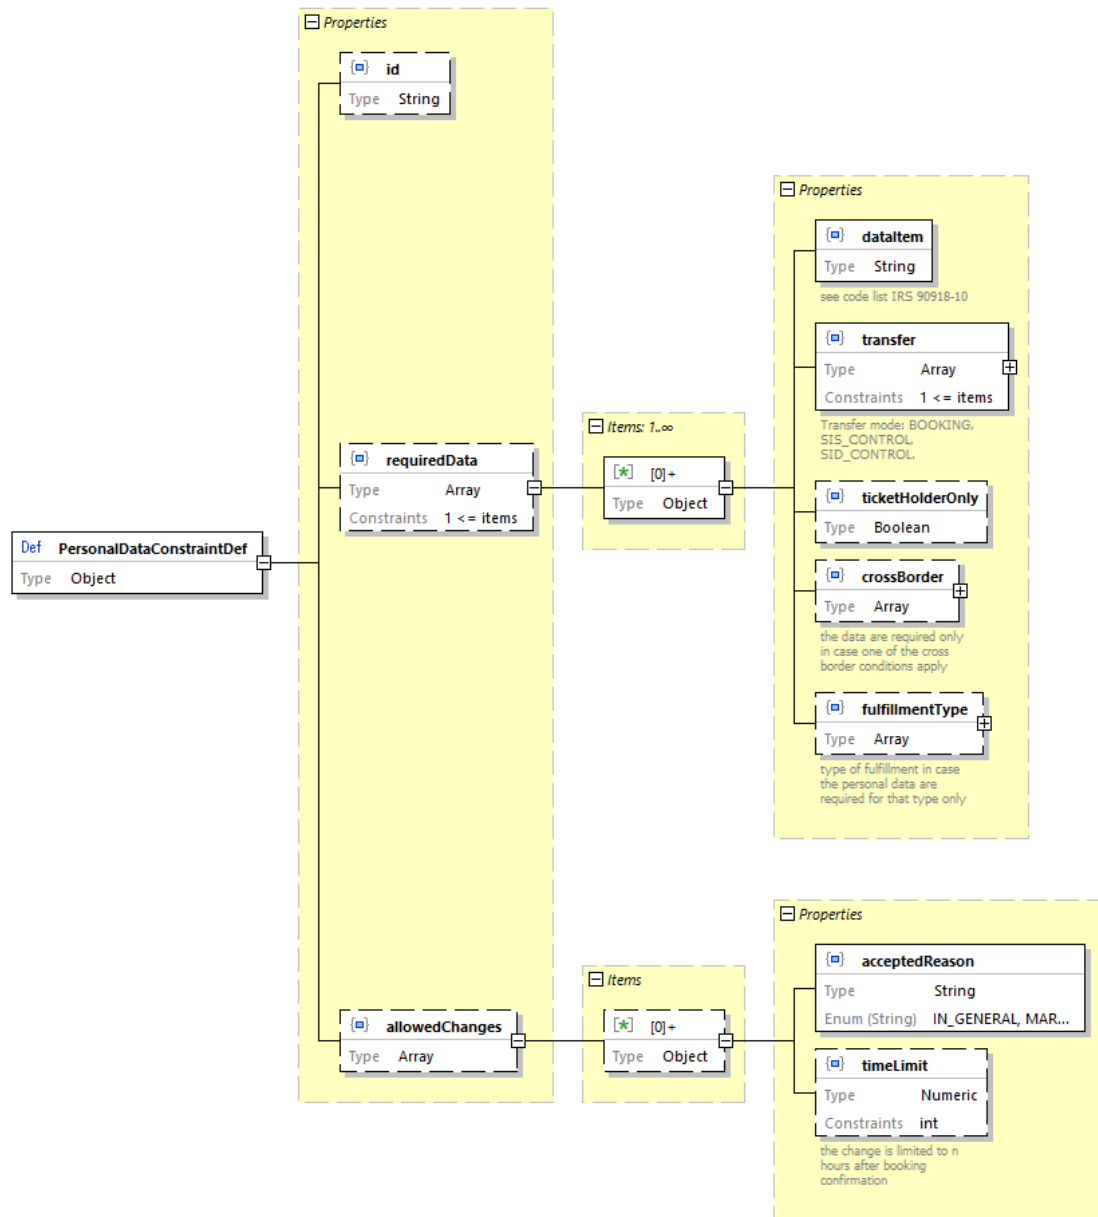 Properties
id
Type String
Properties
dataItem
Type String
see code list IRS 90918-10
transfer
Type Array
Constraints 1 <= items
Transfer mode: BOOKING,
SIS_CONTROL,
SID_CONTROL.
Items: 1..∞
requiredData
Type Array
Constraints 1 <= items
[0]+
Type Object
ticketHolderOnly
Type Boolean
Def PersonalDataConstraintDef
Type Object
crossBorder
Type Array
the data are required only
in case one of the cross
border conditions apply
fulfillmentType
Type Array
type of fulfillment in case
the personal data are
required for that type only
Properties
acceptedReason
Type String
Enum (String) IN_GENERAL, MAR...
Items
allowedChanges
Type Array
[0]+
Type Object
timeLimit
Type Numeric
Constraints int
the change is limited to n
hours after booking
confirmation